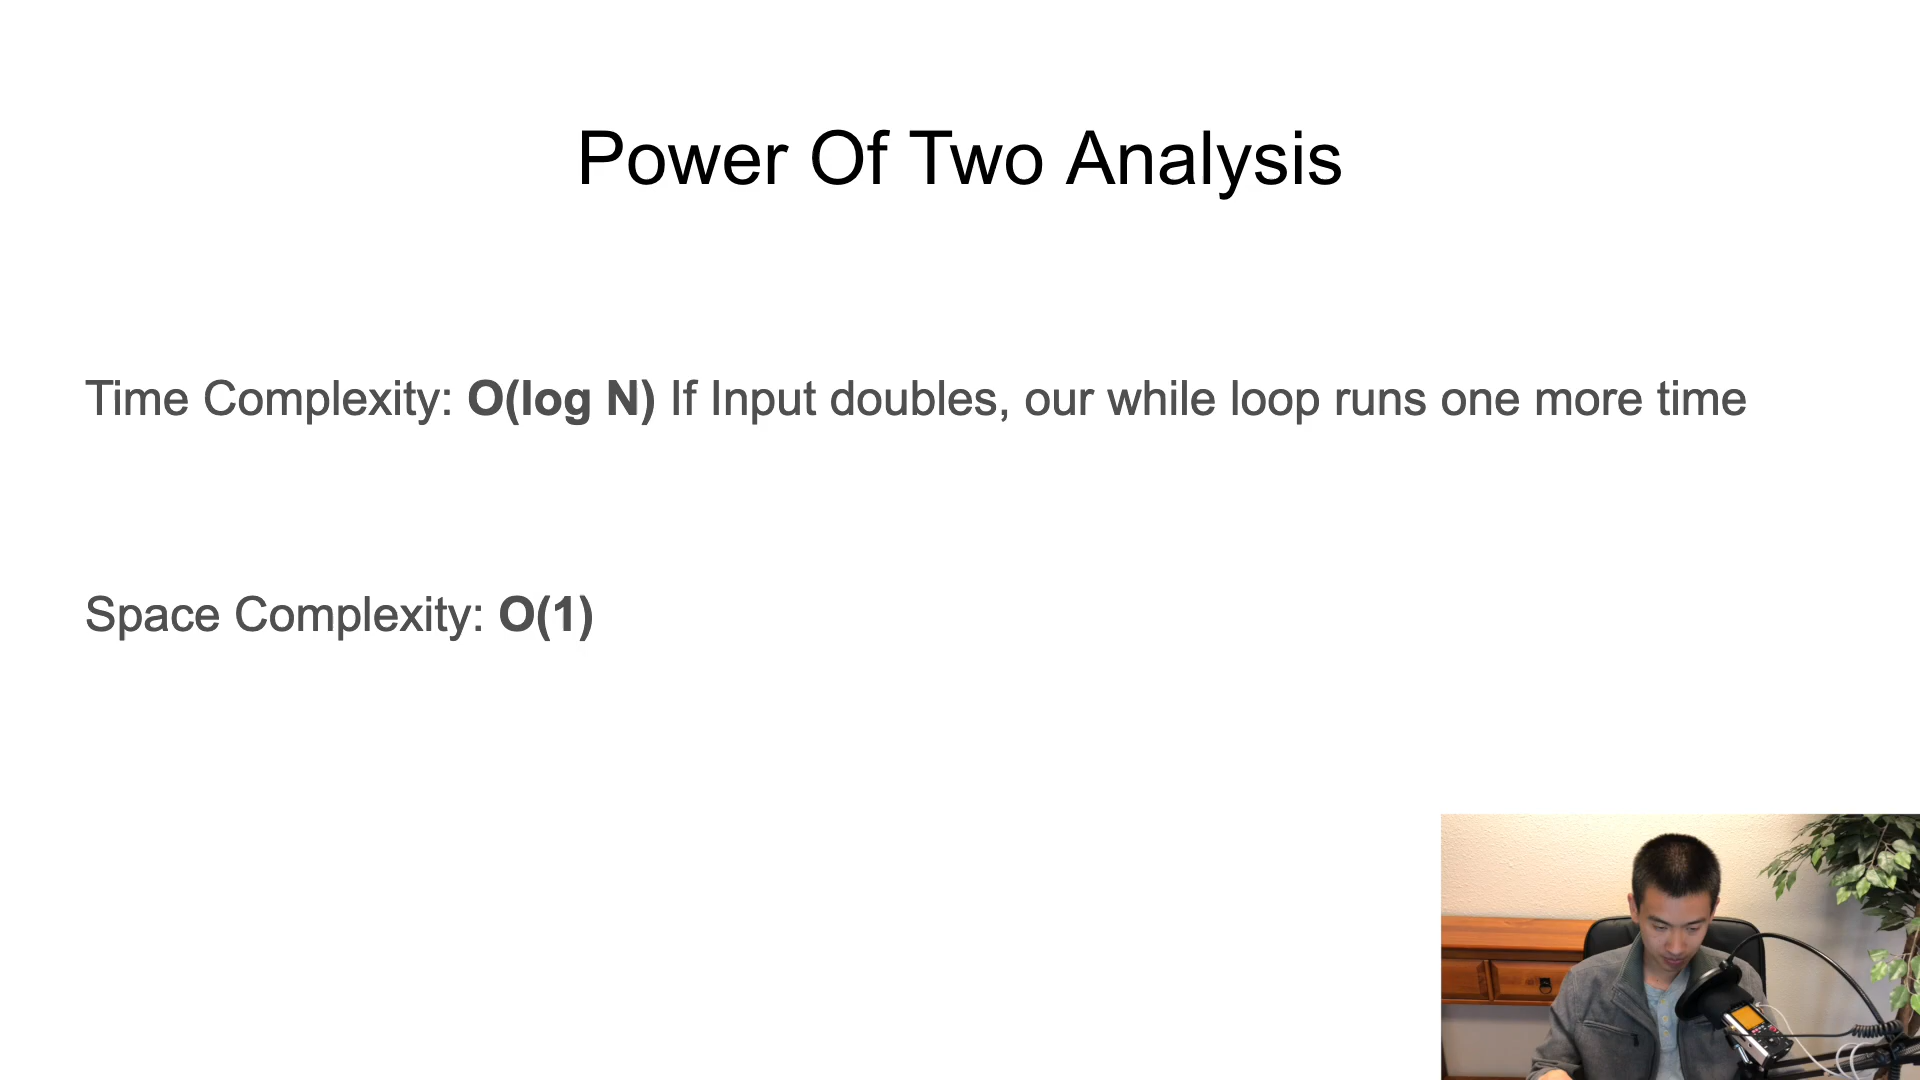 Power Of Two Analysis
Time Complexity: O(log N) If Input doubles, our while loop runs one more time
Space Complexity: O(1)